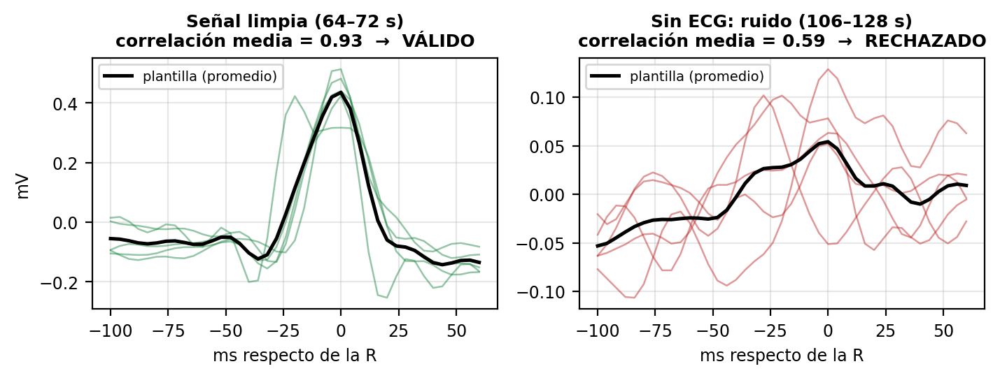 Señal limpia (64–72 s)
correlación media = 0.93 → VÁLIDO
plantilla (promedio)
0.4
0.2
0.0
−0.2
mV
−100
−75
−50
−25
0
25
50
ms respecto de la R
Sin ECG: ruido (106–128 s)
correlación media = 0.59 → RECHAZADO
plantilla (promedio)
0.10
0.05
0.00
−0.05
−0.10
−100
−75
−50
−25
0
25
50
ms respecto de la R